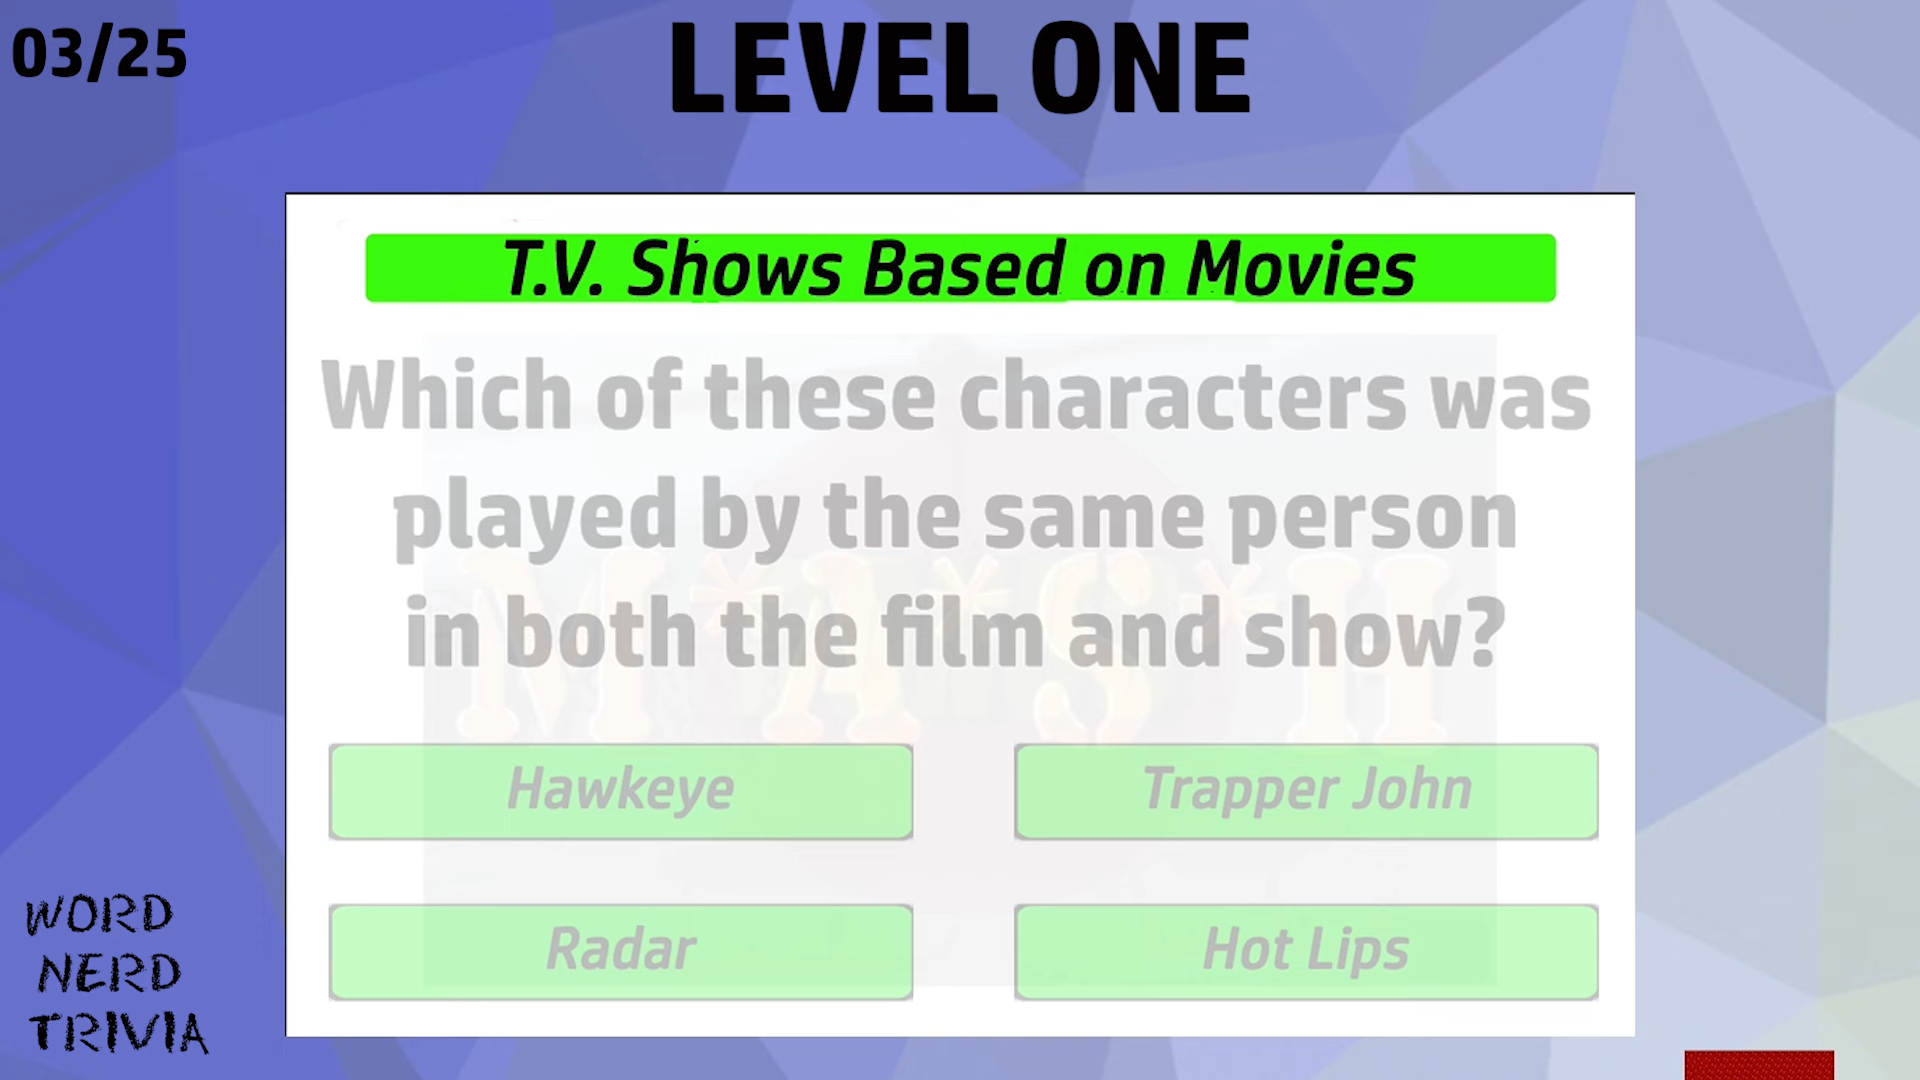 03/25
LEVEL ONE
T.V. Shows Based on Movies
Which of these characters was
played by the same person
in both the film and show?
M*A*S*H
Hawkeye
Trapper John
Radar
Hot Lips
WORD
NERD
TRIVIA